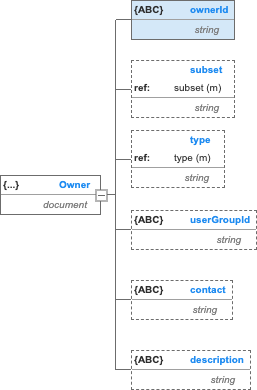 {ABC} ownerId
string
subset
ref: subset (m)
string
type
ref: type (m)
string
{...} Owner
document
{ABC} userGroupId
string
{ABC} contact
string
{ABC} description
string